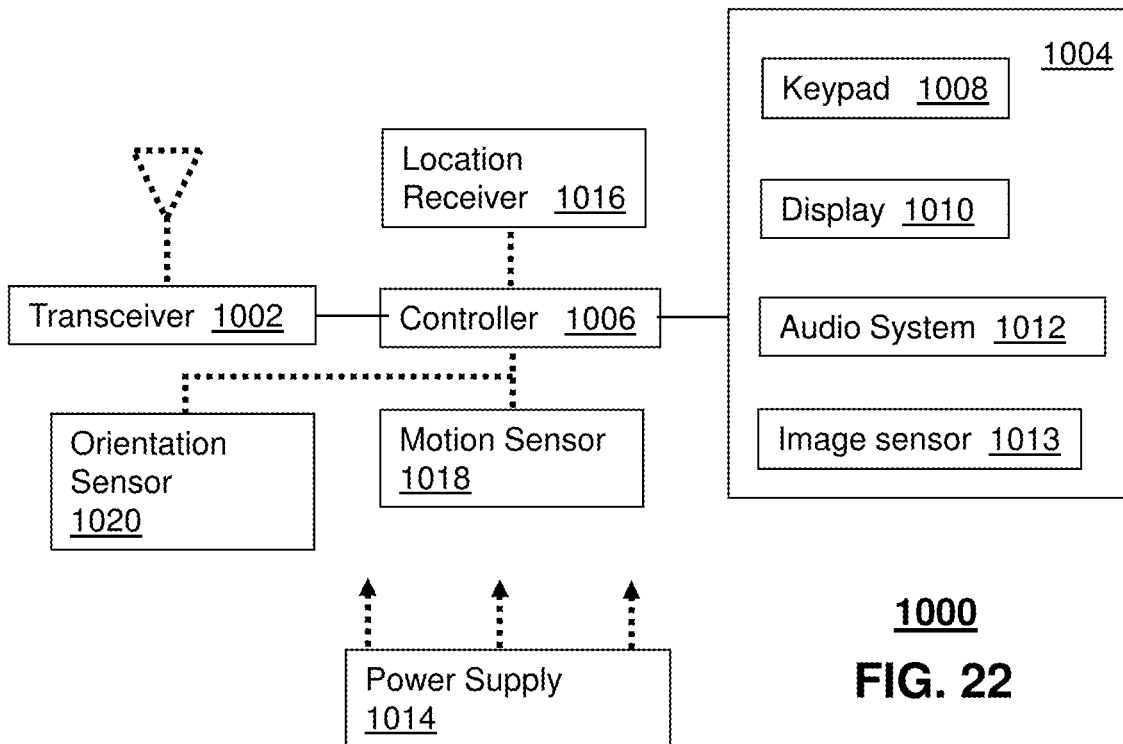 1004
Keypad 1008
Location
Receiver 1016
Display 1010
Transceiver 1002
Controller 1006
Audio System 1012
Orientation
Sensor
1020
Motion Sensor
1018
Image sensor 1013
Power Supply
1014
1000
FIG. 22